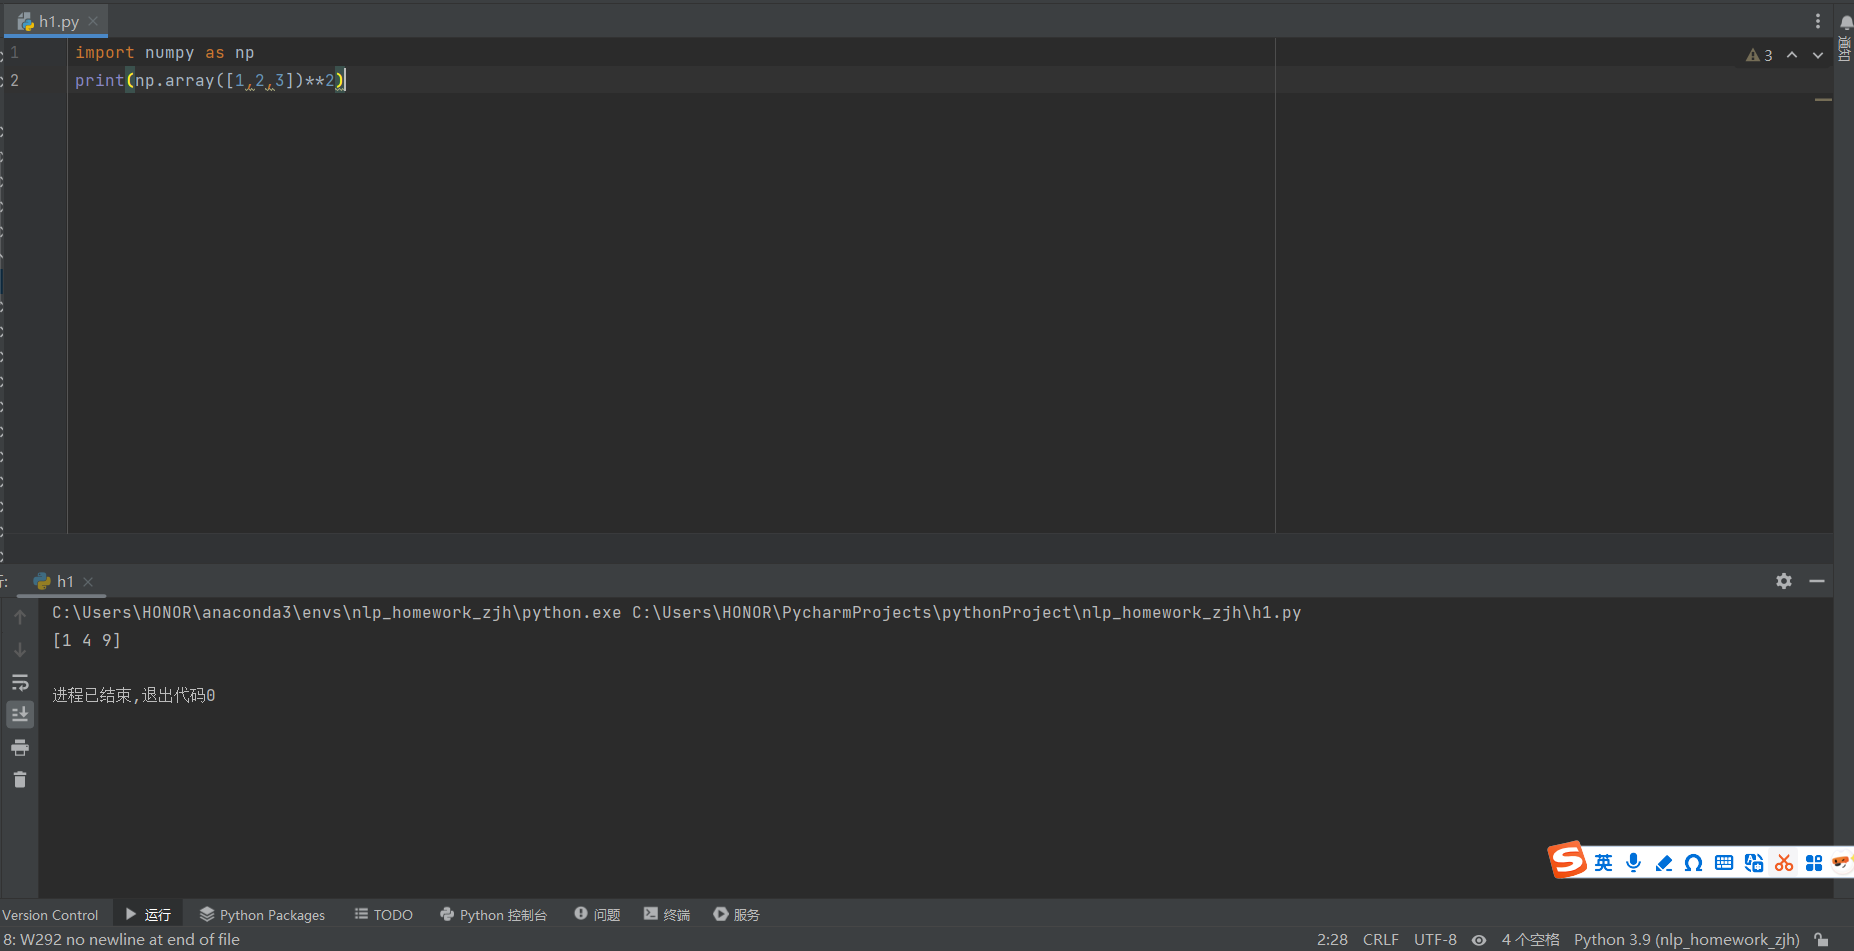 h1.py
1 import numpy as np
3
2 print(np.array([1,2,3])**2)
通知
h1
C:\Users\HONOR\anaconda3\envs\nlp_homework_zjh\python.exe C:\Users\HONOR\PycharmProjects\pythonProject\nlp_homework_zjh\h1.py
[1 4 9]
进程已结束,退出代码0
S 英
Version Control 运行 Python Packages TODO Python 控制台 问题 终端 服务
8: W292 no newline at end of file 2:28 CRLF UTF-8 4 个空格 Python 3.9 (nlp_homework_zjh)